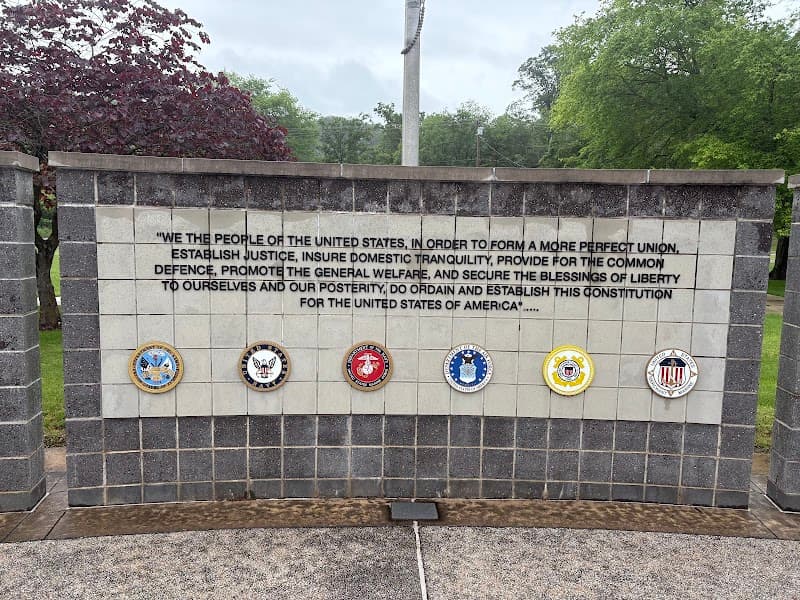 "WE THE PEOPLE OF THE UNITED STATES, IN ORDER TO FORM A MORE PERFECT UNION,
ESTABLISH JUSTICE, INSURE DOMESTIC TRANQUILITY, PROVIDE FOR THE COMMON
DEFENCE, PROMOTE THE GENERAL WELFARE, AND SECURE THE BLESSINGS OF LIBERTY
TO OURSELVES AND OUR POSTERITY, DO ORDAIN AND ESTABLISH THIS CONSTITUTION
FOR THE UNITED STATES OF AMERICA".....